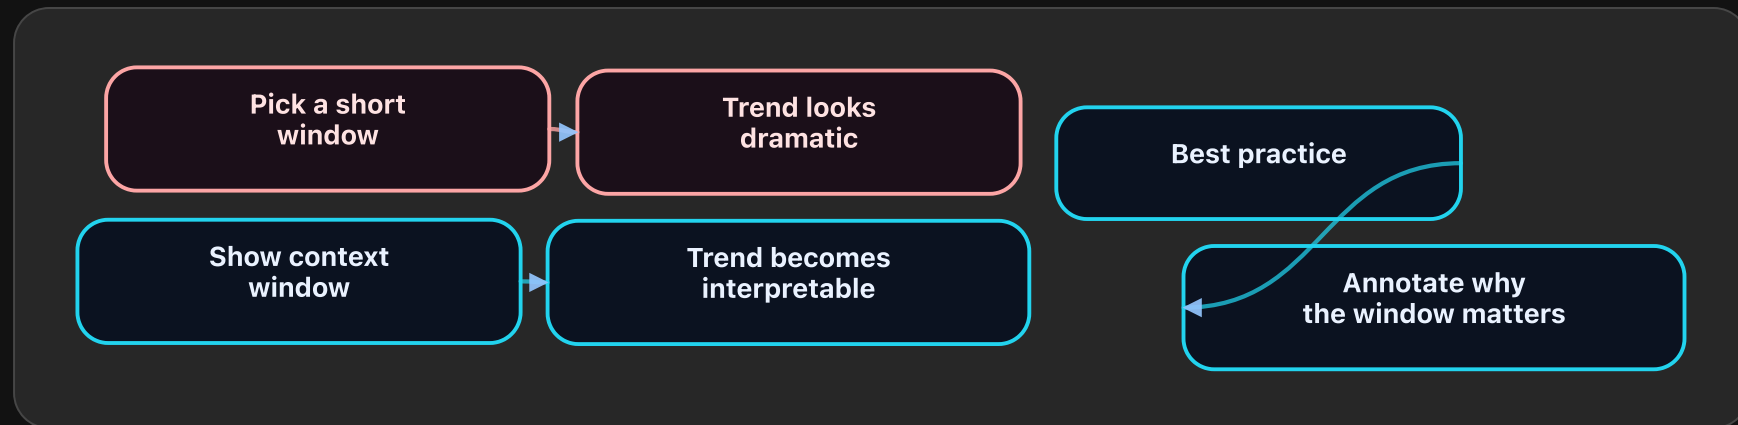 Pick a short
window
Trend looks
dramatic
Best practice
Show context
window
Trend becomes
interpretable
Annotate why
the window matters